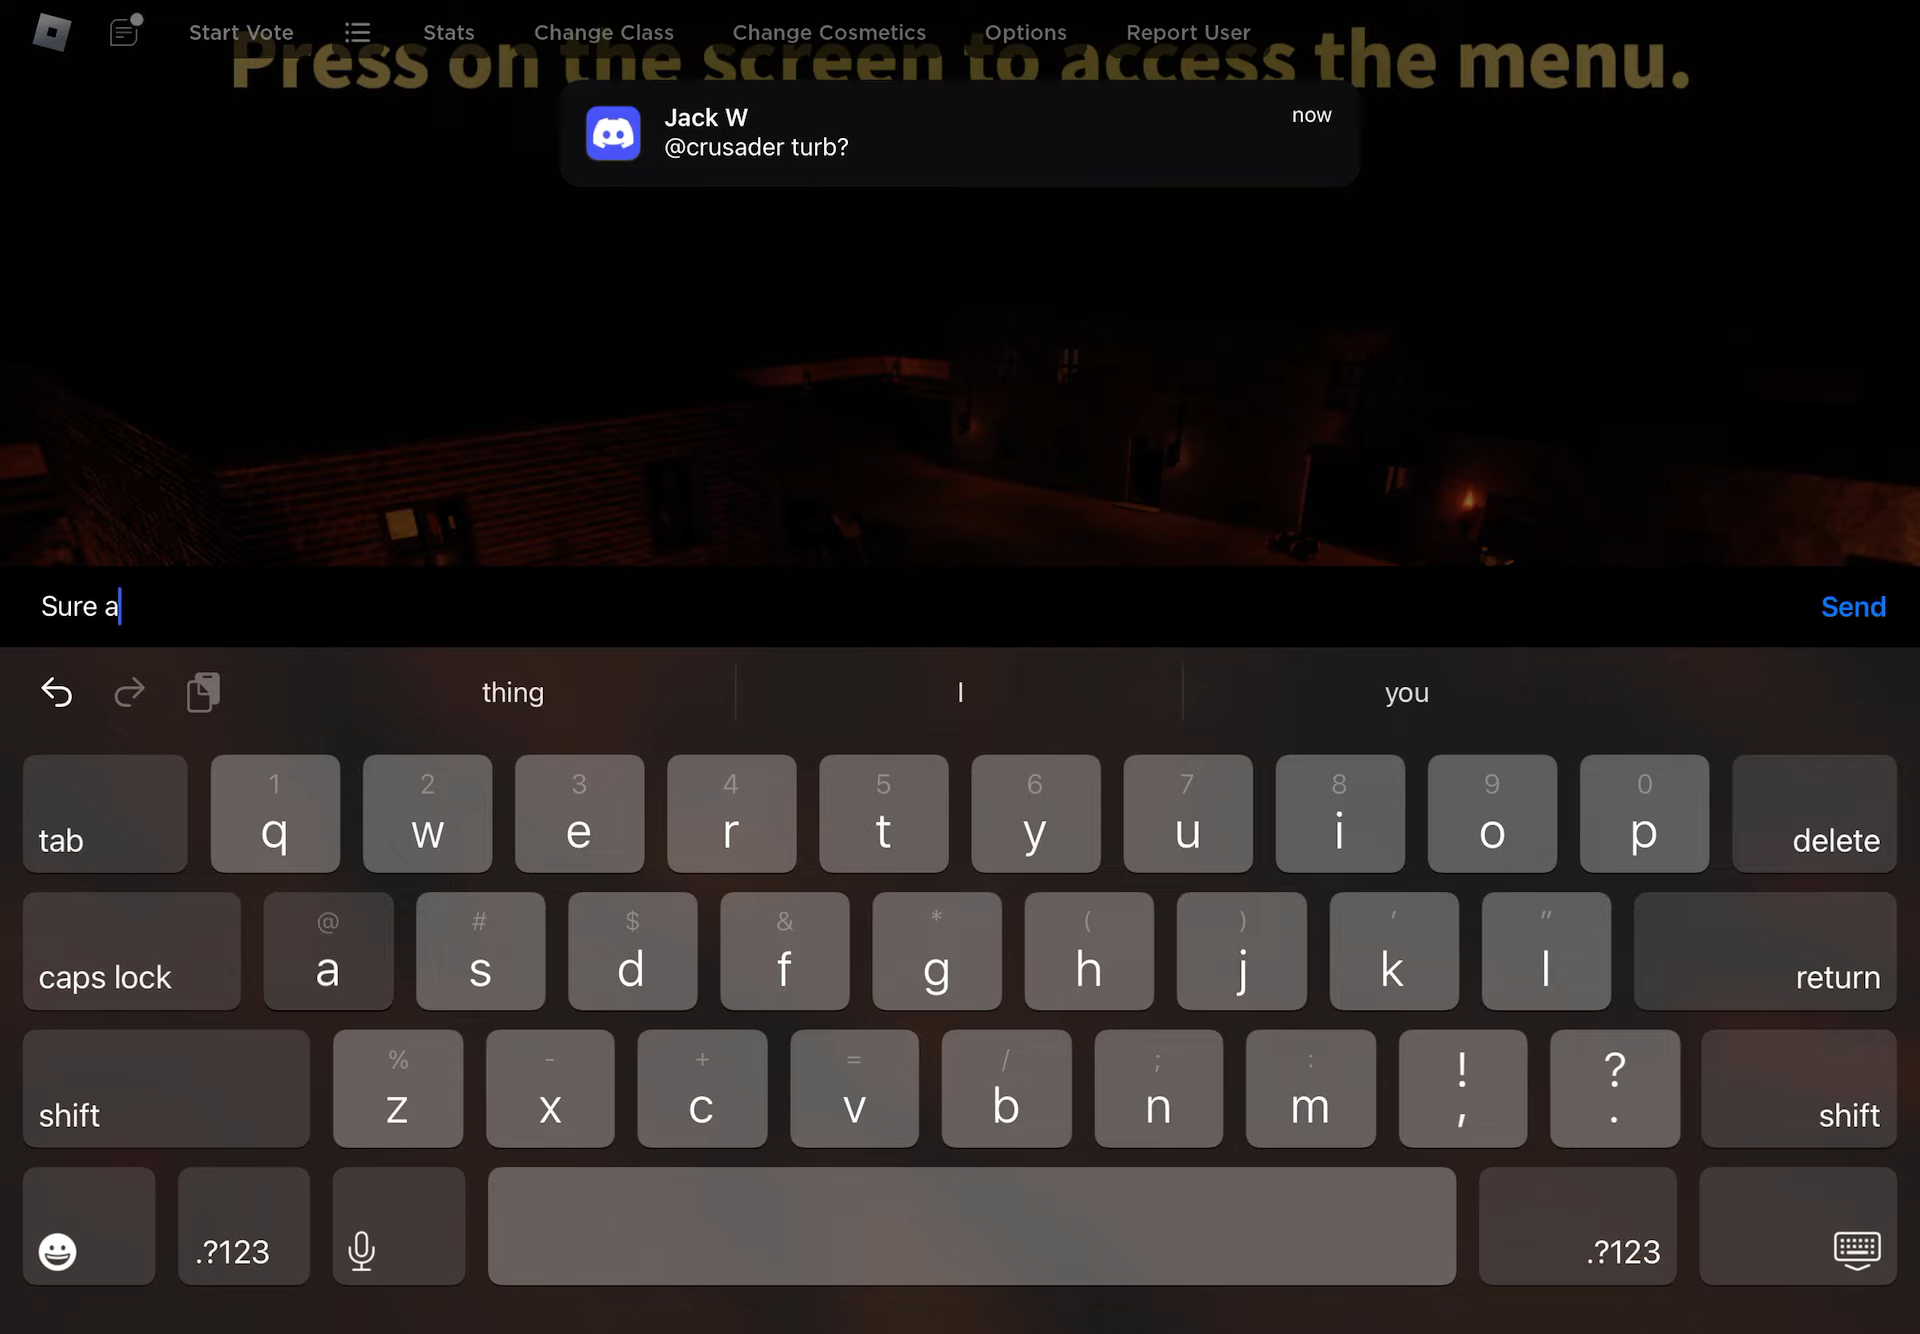 Start Vote Stats Change Class Change Cosmetics Options Report User
Press on the screen to access the menu.
Jack W
now
@crusader turb?
Sure a
Send
thing I you
tab 1 q 2 w 3 e 4 r 5 t 6 y 7 u 8 i 9 o 0 p delete
caps lock @ a # s $ d & f * g ( h ) j ' k " l return
shift % z - x + c = v / b ; n : m ! , ? . shift
.?123 .?123